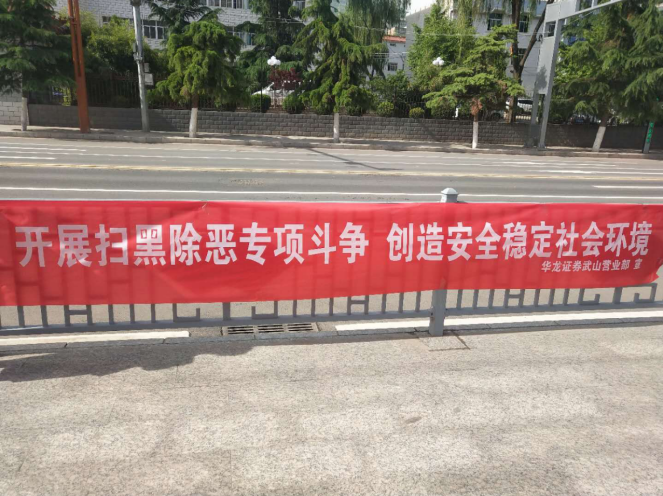 开展扫黑除恶专项斗争 创造安全稳定社会环境
华龙证券武山营业部 宣